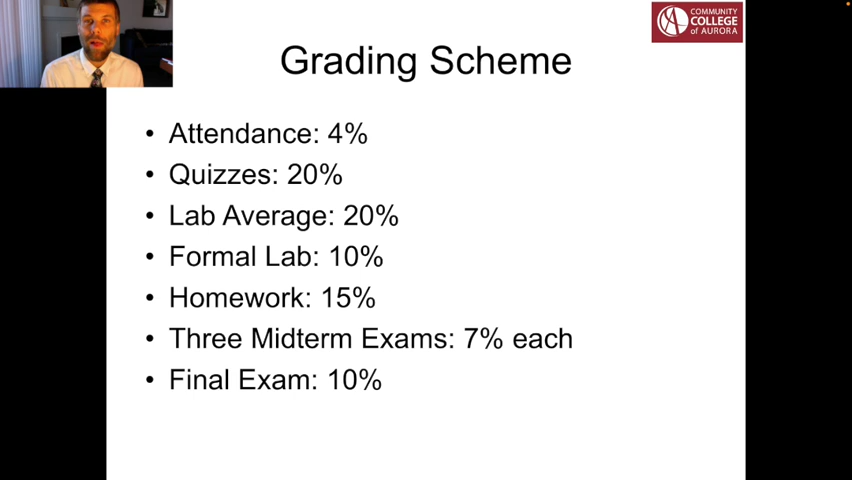 COMMUNITY
COLLEGE
of AURORA
Grading Scheme
• Attendance: 4%
• Quizzes: 20%
• Lab Average: 20%
• Formal Lab: 10%
• Homework: 15%
• Three Midterm Exams: 7% each
• Final Exam: 10%